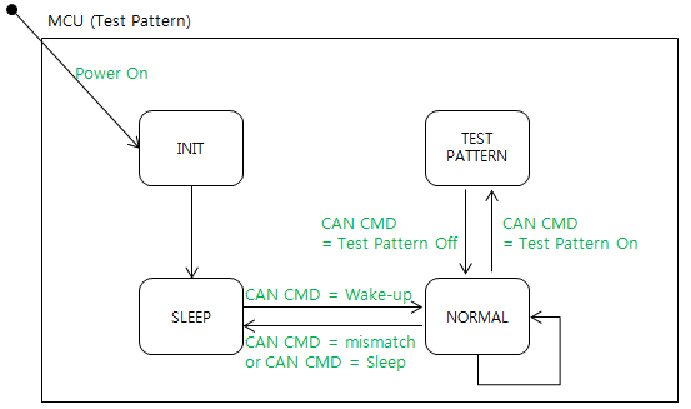 MCU (Test Pattern)
Power On
INIT
TEST
PATTERN
CAN CMD
= Test Pattern Off
CAN CMD
= Test Pattern On
SLEEP
CAN CMD = Wake-up
NORMAL
CAN CMD = mismatch
or CAN CMD = Sleep